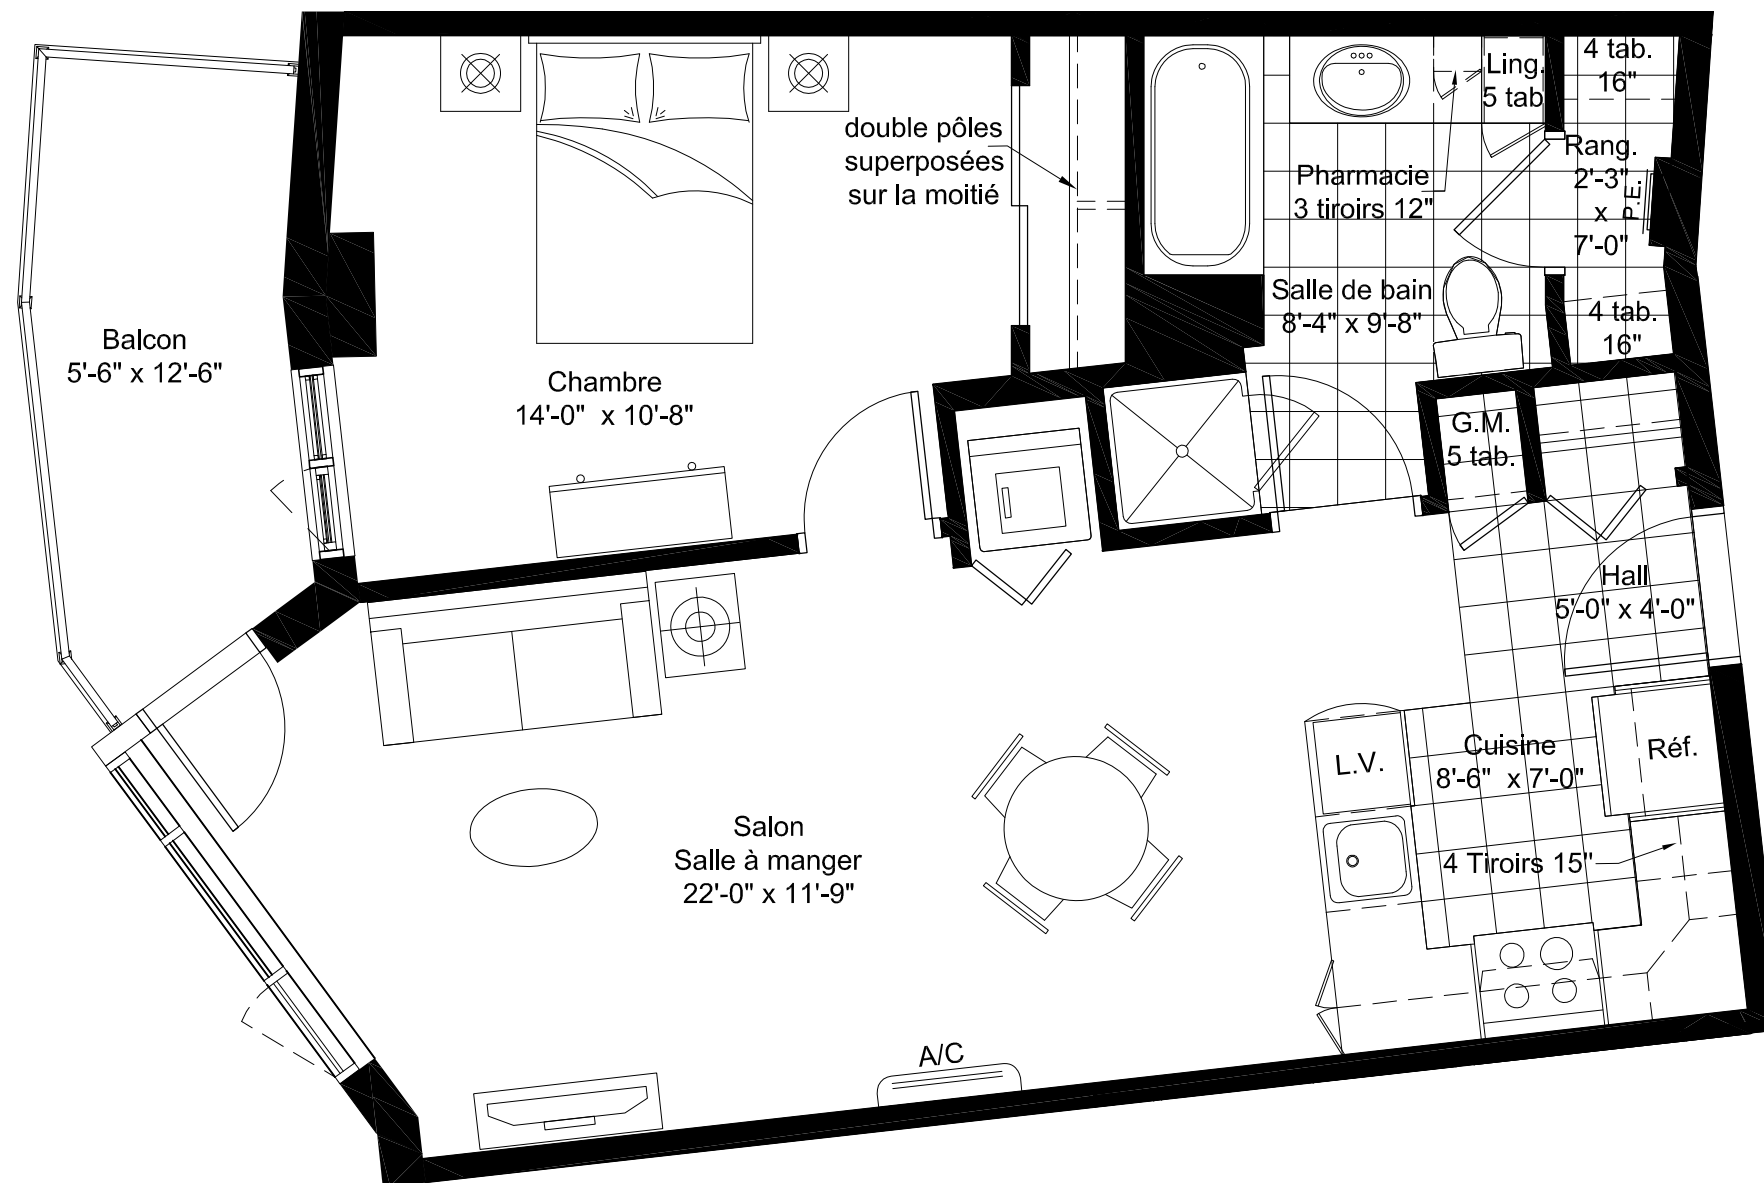 4 tab.
16"
Ling.
5 tab
double pôles
superposées
sur la moitié
Rang.
2'-3"
x
7'-0"
P.E.
Pharmacie
3 tiroirs 12"
Salle de bain
8'-4" x 9'-8"
4 tab.
16"
Balcon
5'-6" x 12'-6"
Chambre
14'-0" x 10'-8"
G.M.
5 tab.
Hall
5'-0" x 4'-0"
L.V.
Cuisine
8'-6" x 7'-0"
Réf.
Salon
Salle à manger
22'-0" x 11'-9"
4 Tiroirs 15"
A/C